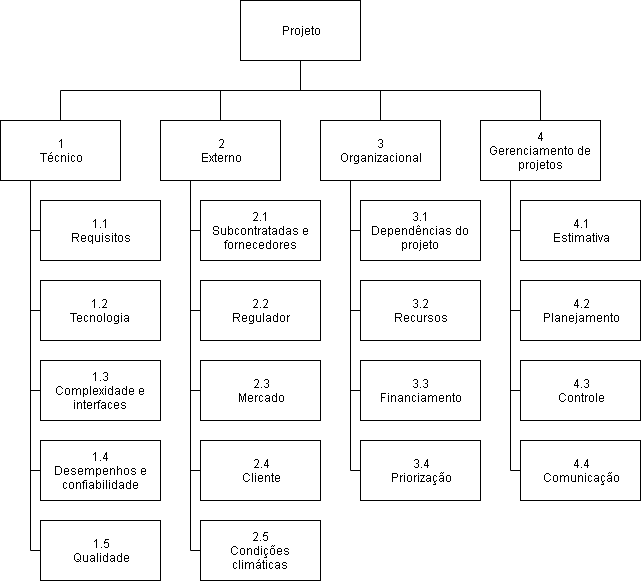 Projeto
1
Técnico
2
Externo
3
Organizacional
4
Gerenciamento de
projetos
1.1
Requisitos
2.1
Subcontratadas e
fornecedores
3.1
Dependências do
projeto
4.1
Estimativa
1.2
Tecnologia
2.2
Regulador
3.2
Recursos
4.2
Planejamento
1.3
Complexidade e
interfaces
2.3
Mercado
3.3
Financiamento
4.3
Controle
1.4
Desempenhos e
confiabilidade
2.4
Cliente
3.4
Priorização
4.4
Comunicação
1.5
Qualidade
2.5
Condições
climáticas